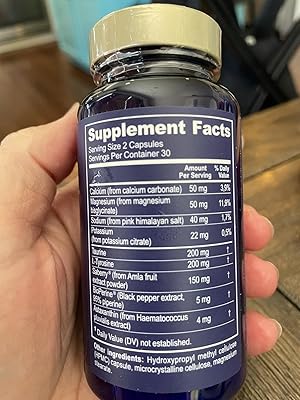 Supplement Facts
Serving Size 2 Capsules
Servings Per Container 30
Amount Per Serving % Daily Value
Calcium (from calcium carbonate) 50 mg 3,9%
Magnesium (from magnesium bisglycinate) 50 mg 11,9%
Sodium (from pink himalayan salt) 40 mg 1,7%
Potassium
(from potassium citrate) 22 mg 0,5%
Taurine 200 mg †
L-Tyrosine 200 mg †
Saberry® (from Amla fruit
extract powder) 150 mg †
BioPerine® (Black pepper extract,
95% piperine) 5 mg †
Astaxanthin (from Haematococcus
pluvialis extract) 4 mg †
* Daily Value (DV) not established.
Other Ingredients: Hydroxypropyl methyl cellulose
(HPMC) capsule, microcrystalline cellulose, magnesium
stearate.